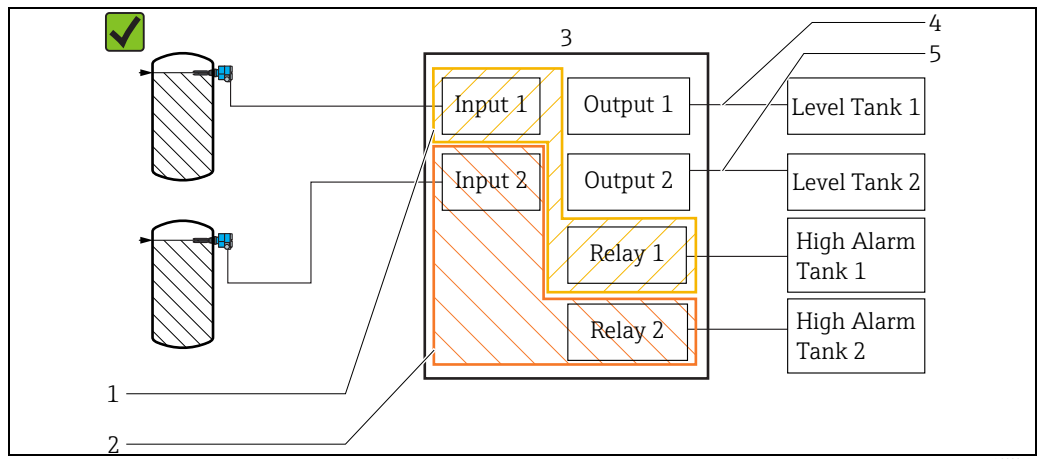 3
4
5
Input 1
Output 1
Level Tank 1
Input 2
Output 2
Level Tank 2
Relay 1
High Alarm
Tank 1
Relay 2
High Alarm
Tank 2
1
2